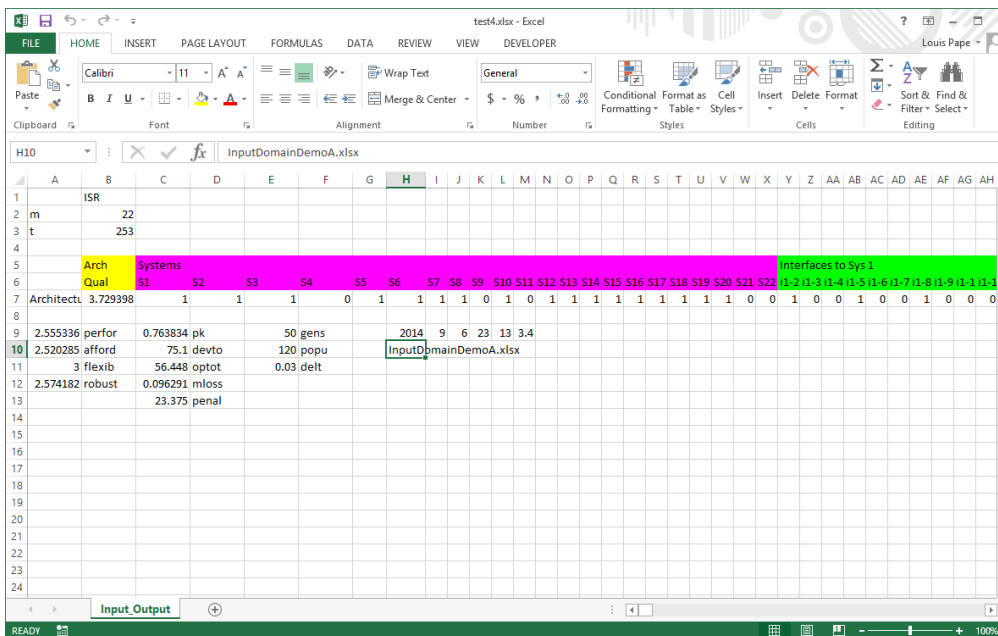 test4.xlsx - Excel
FILE HOME INSERT PAGE LAYOUT FORMULAS DATA REVIEW VIEW DEVELOPER Louis Pape
Calibri 11 Wrap Text General
Paste B I U Merge & Center $ % Conditional Formatting Format as Table Cell Styles Insert Delete Format Sort & Filter Find & Select
Clipboard Font Alignment Number Styles Cells Editing
H10 fx InputDomainDemoA.xlsx
A B C D E F G H I J K L M N O P Q R S T U V W X Y Z AA AB AC AD AE AF AG AH
1 ISR
2 m 22
3 t 253
4
5 Arch Systems Interfaces to Sys 1
6 Qual S1 S2 S3 S4 S5 S6 S7 S8 S9 S10 S11 S12 S13 S14 S15 S16 S17 S18 S19 S20 S21 S22 i1-2 i1-3 i1-4 i1-5 i1-6 i1-7 i1-8 i1-9 i1-1 i1-1
7 Architectu 3.729398 1 1 1 0 1 1 1 1 0 1 0 1 1 1 1 1 1 1 1 1 0 0 1 0 0 1 0 0 1 0 0
8
9 2.555336 perfor 0.763834 pk 50 gens 2014 9 6 23 13 3.4
10 2.520285 afford 75.1 devto 120 popu InputDomainDemoA.xlsx
11 3 flexib 56.448 optot 0.03 delt
12 2.574182 robust 0.096291 mloss
13 23.375 penal
14
15
16
17
18
19
20
21
22
23
24
Input_Output
READY 100%